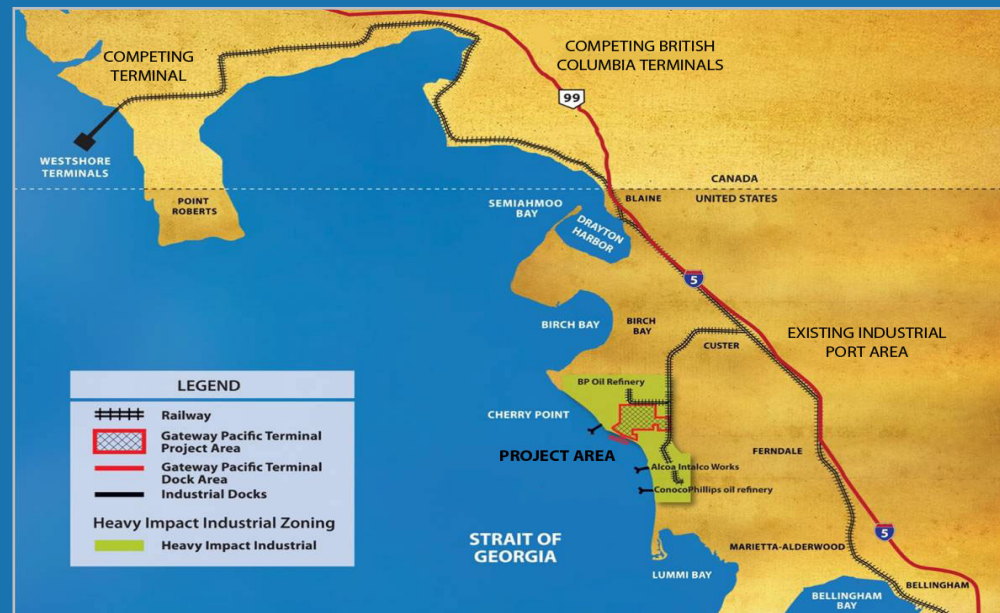 COMPETING
TERMINAL
COMPETING BRITISH
COLUMBIA TERMINALS
99
WESTSHORE
TERMINALS
CANADA
UNITED STATES
POINT
ROBERTS
SEMIAHMOO
BAY
BLAINE
DRAYTON
HARBOR
5
BIRCH BAY
BIRCH
BAY
CUSTER
EXISTING INDUSTRIAL
PORT AREA
LEGEND
Railway
Gateway Pacific Terminal
Project Area
Gateway Pacific Terminal
Dock Area
Industrial Docks
Heavy Impact Industrial Zoning
Heavy Impact Industrial
BP Oil Refinery
CHERRY POINT
PROJECT AREA
FERNDALE
Alcoa Intalco Works
ConocoPhillips oil refinery
STRAIT OF
GEORGIA
LUMMI BAY
MARIETTA-ALDERWOOD
5
BELLINGHAM
BELLINGHAM
BAY